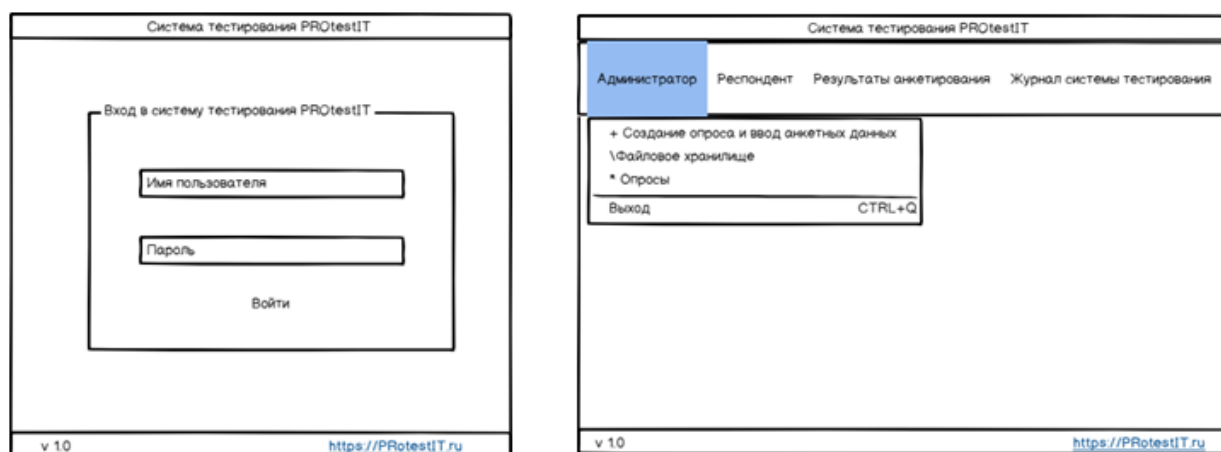 Система тестирования PROtestIT
Вход в систему тестирования PROtestIT
Имя пользователя
Пароль
Войти
v 1.0
https://PRotestIT.ru
Система тестирования PROtestIT
Администратор Респондент Результаты анкетирования Журнал системы тестирования
+ Создание опроса и ввод анкетных данных
\Файловое хранилище
* Опросы
Выход CTRL+Q
v 1.0
https://PRotestIT.ru